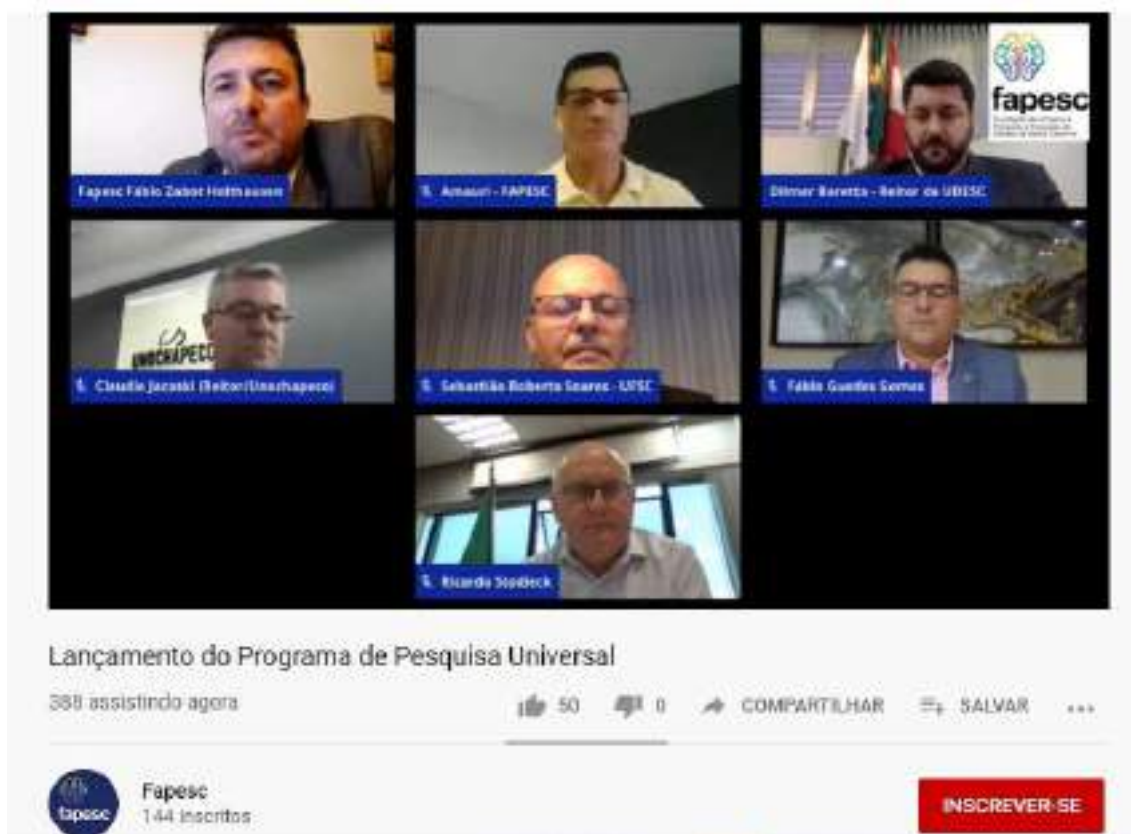 fapesc
Fapesc Fábio Zabot Holthausen
Amauri - FAPESC
Dilmar Baretta - Reitor da UDESC
UNOCHAPECÓ
Claudio Jacoski (Reitor/Unochapecó)
Sebastião Roberto Soares - UFSC
Fábio Guedes Gomes
Ricardo
Lançamento do Programa de Pesquisa Universal
388 assistindo agora
50
0
COMPARTILHAR
SALVAR
fapesc
Fapesc
144 inscritos
INSCREVER-SE